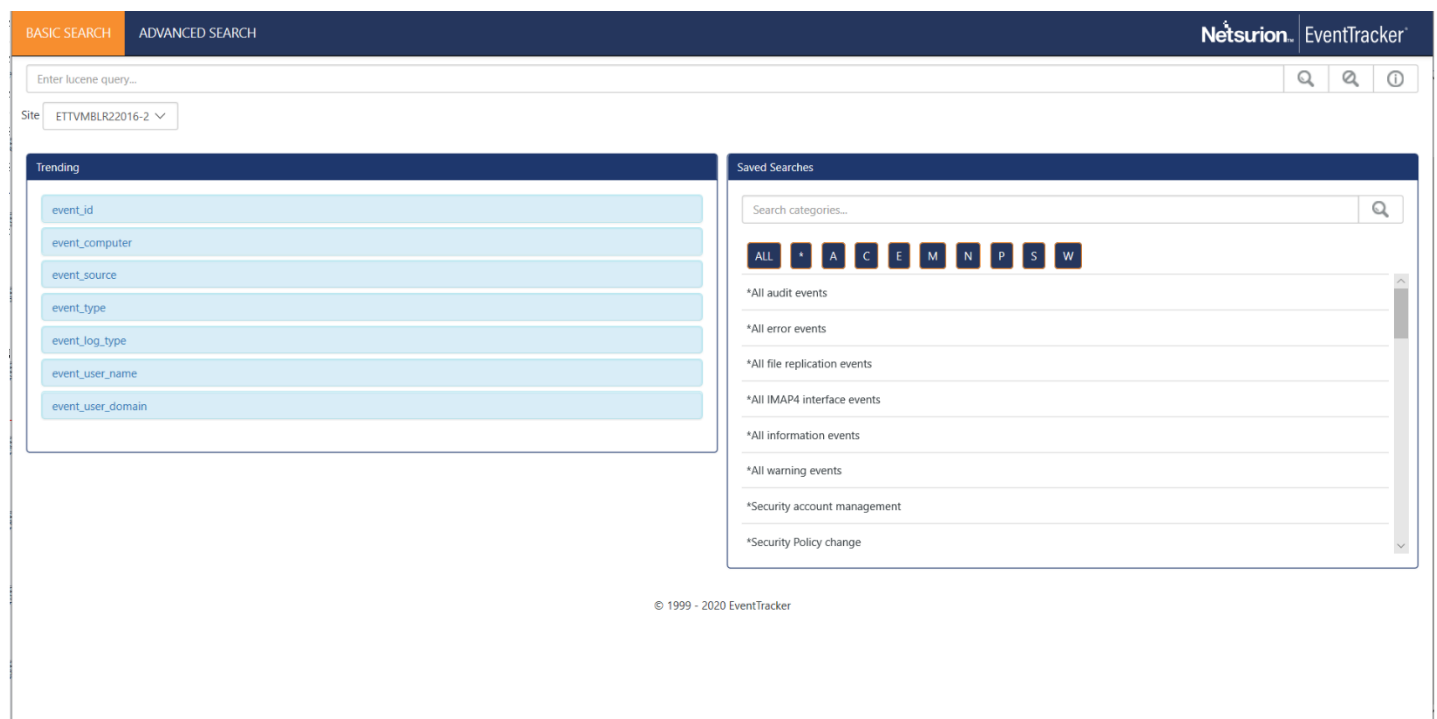 BASIC SEARCH
ADVANCED SEARCH
Netsurion™ EventTracker
Enter lucene query...
Site
ETTVMBLR22016-2
Trending
event_id
event_computer
event_source
event_type
event_log_type
event_user_name
event_user_domain
Saved Searches
Search categories...
ALL * A C E M N P S W
*All audit events
*All error events
*All file replication events
*All IMAP4 interface events
*All information events
*All warning events
*Security account management
*Security Policy change
© 1999 - 2020 EventTracker